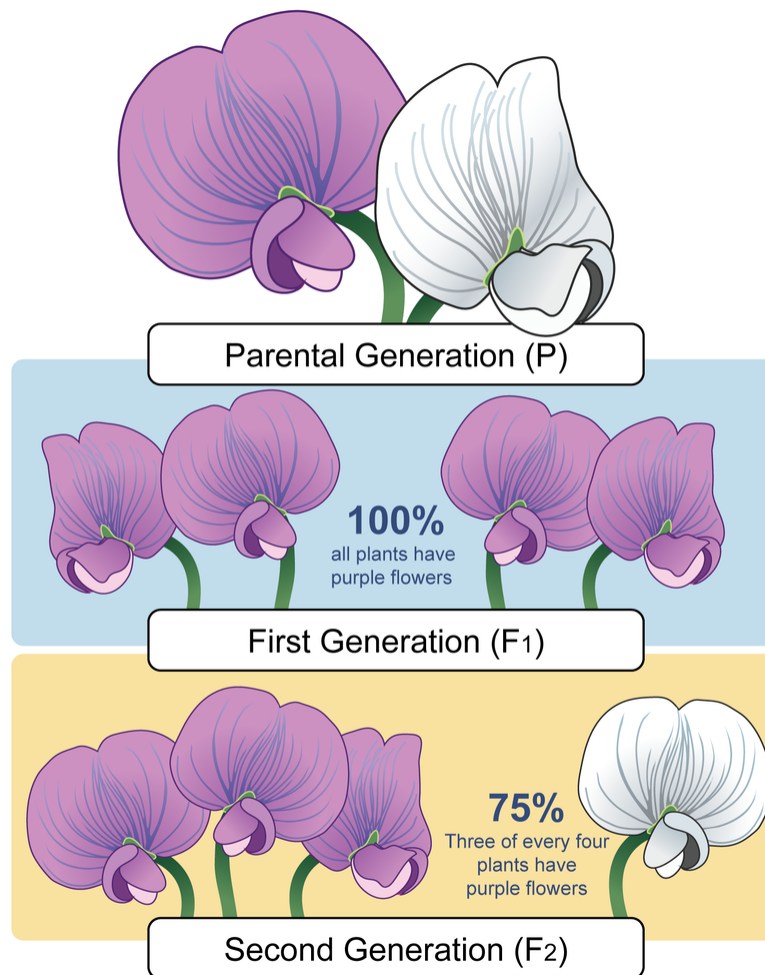 Parental Generation (P)
100%
all plants have
purple flowers
First Generation (F1)
75%
Three of every four
plants have
purple flowers
Second Generation (F2)